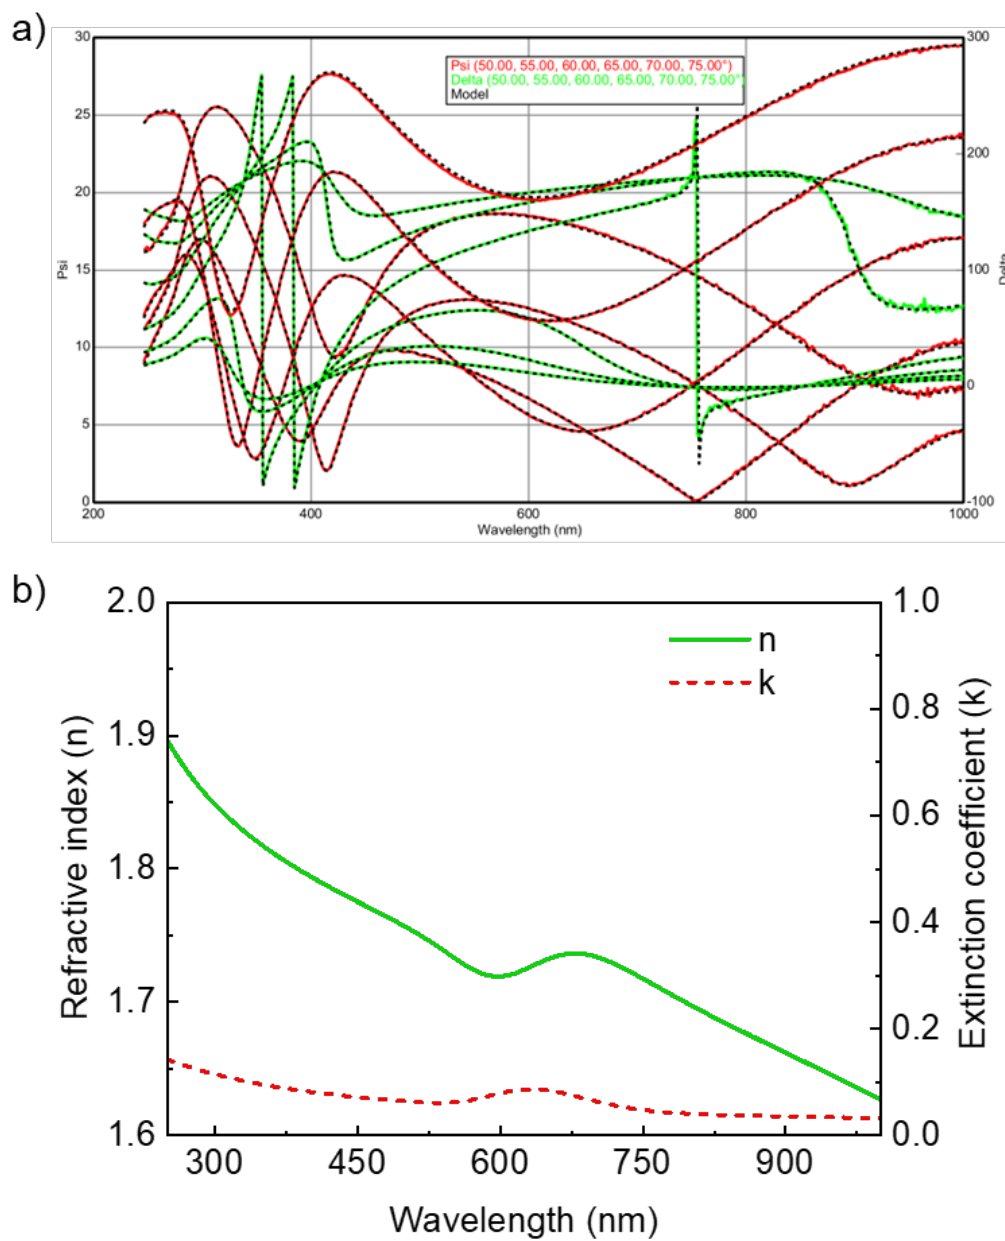 a)
30
25
20
15
10
5
0
Psi
Psi (50.00, 55.00, 60.00, 65.00, 70.00, 75.00°)
Delta (50.00, 55.00, 60.00, 65.00, 70.00, 75.00°)
Model
300
200
100
0
-100
Delta
200
400
600
800
1000
Wavelength (nm)
b)
2.0
1.9
1.8
1.7
1.6
Refractive index (n)
n
k
1.0
0.8
0.6
0.4
0.2
0.0
Extinction coefficient (k)
300
450
600
750
900
Wavelength (nm)